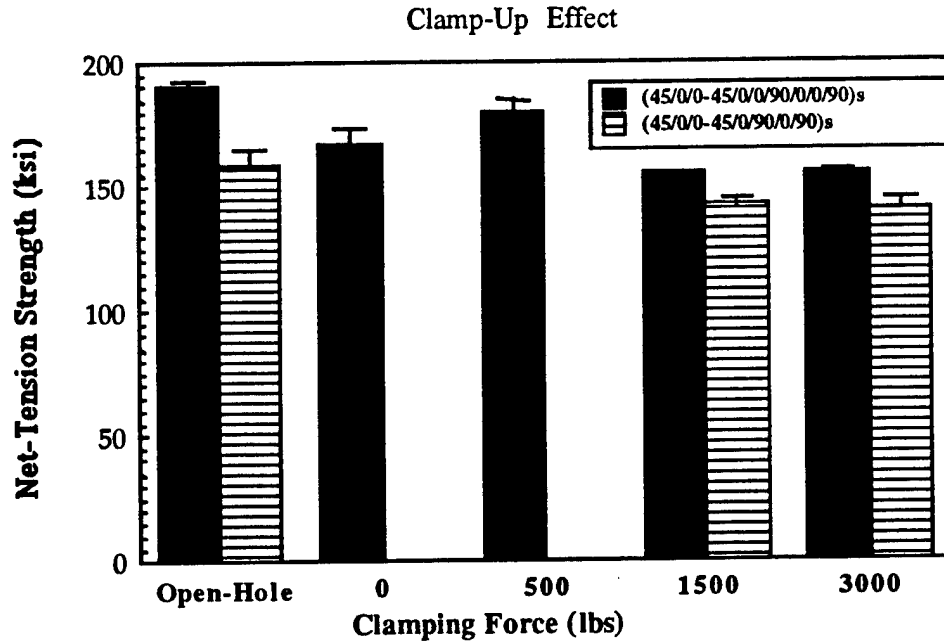 Clamp-Up Effect
Net-Tension Strength (ksi)
200
150
100
50
0
(45/0/0-45/0/0/90/0/0/90)s
(45/0/0-45/0/90/0/90)s
Open-Hole 0 500 1500 3000
Clamping Force (lbs)